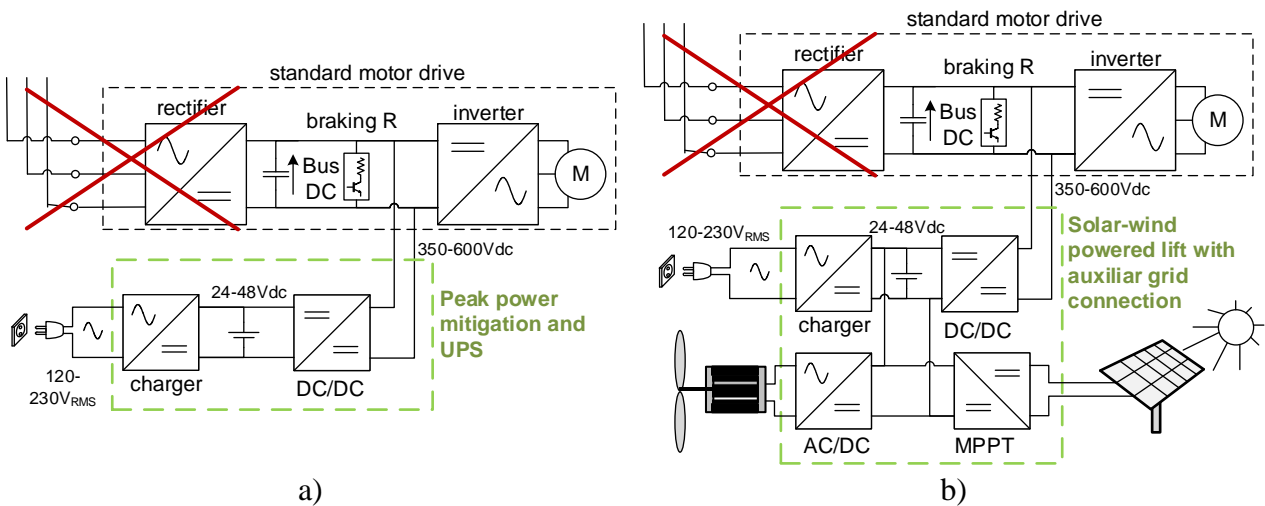 standard motor drive
rectifier
braking R
inverter
Bus
DC
M
350-600Vdc
24-48Vdc
120-
230VRMS
charger
DC/DC
Peak power
mitigation and
UPS
a)
standard motor drive
rectifier
braking R
inverter
Bus
DC
M
350-600Vdc
120-230VRMS
24-48Vdc
charger
DC/DC
Solar-wind
powered lift with
auxiliar grid
connection
AC/DC
MPPT
b)